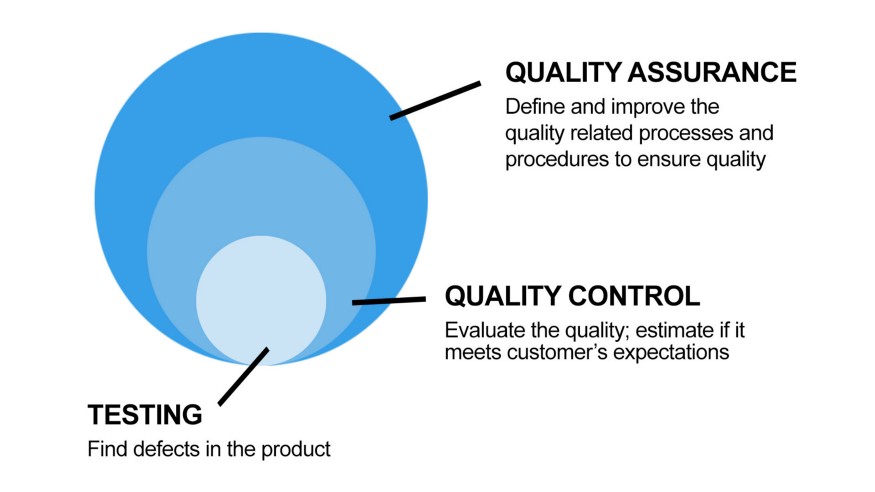 QUALITY ASSURANCE
Define and improve the
quality related processes and
procedures to ensure quality
QUALITY CONTROL
Evaluate the quality; estimate if it
meets customer’s expectations
TESTING
Find defects in the product